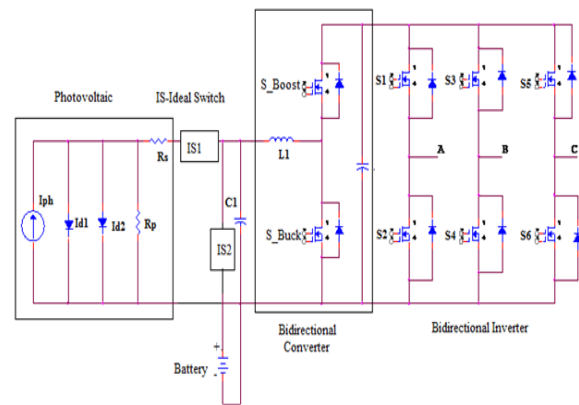 Photovoltaic
IS-Ideal Switch
Rs
IS1
Iph
Id1
Id2
Rp
C1
IS2
L1
S_Boost
S_Buck
S1
S3
S5
A
B
C
S2
S4
S6
Battery
+
-
Bidirectional
Converter
Bidirectional Inverter